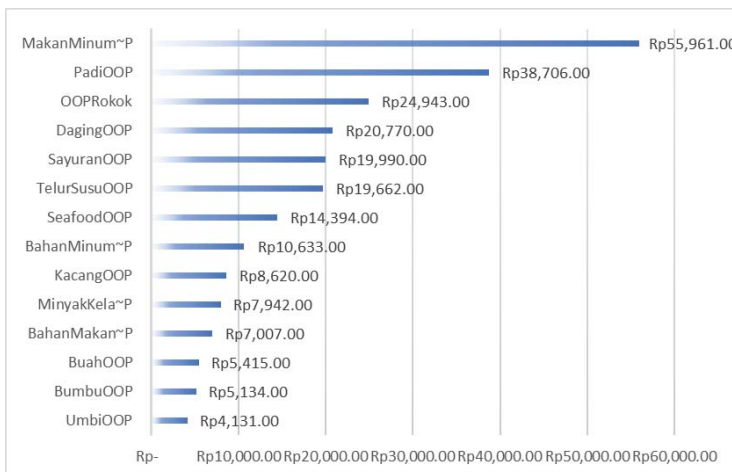 MakanMinum~P Rp55,961.00
PadiOOP Rp38,706.00
OOPRokok Rp24,943.00
DagingOOP Rp20,770.00
SayuranOOP Rp19,990.00
TelurSusuOOP Rp19,662.00
SeafoodOOP Rp14,394.00
BahanMinum~P Rp10,633.00
KacangOOP Rp8,620.00
MinyakKela~P Rp7,942.00
BahanMakan~P Rp7,007.00
BuahOOP Rp5,415.00
BumbuOOP Rp5,134.00
UmbiOOP Rp4,131.00
Rp- Rp10,000.00 Rp20,000.00 Rp30,000.00 Rp40,000.00 Rp50,000.00 Rp60,000.00